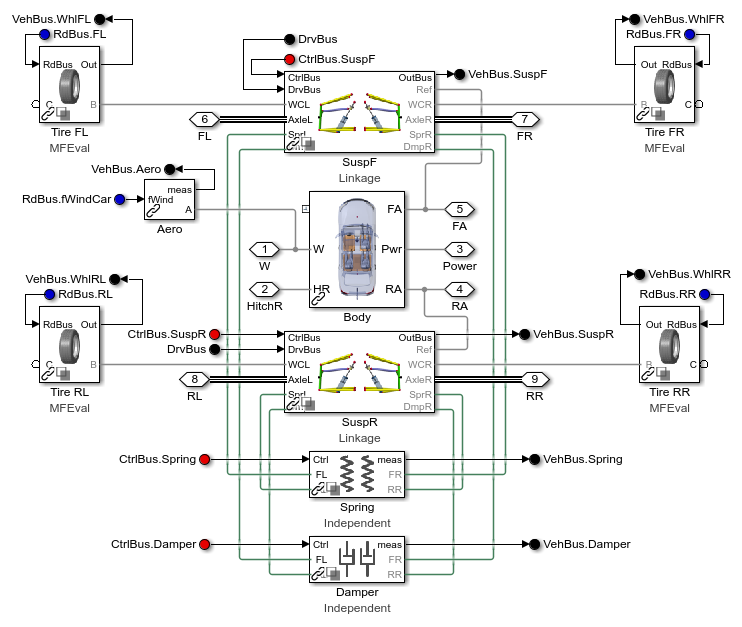 VehBus.WhlFL
RdBus.FL
RdBus
Out
C
B
Tire FL
MFEval
DrvBus
CtrlBus.SuspF
CtrlBus
DrvBus
WCL
AxleL
SprL
OutBus
Ref
WCR
AxleR
SprR
DmpR
SuspF
Linkage
VehBus.SuspF
6
FL
7
FR
VehBus.WhlFR
RdBus.FR
Out
RdBus
B
C
Tire FR
MFEval
VehBus.Aero
RdBus.fWindCar
meas
fWind
A
Aero
1
W
2
HitchR
W
HR
FA
Pwr
RA
Body
5
FA
3
Power
4
RA
VehBus.WhlRL
RdBus.RL
RdBus
Out
C
B
Tire RL
MFEval
CtrlBus.SuspR
DrvBus
CtrlBus
DrvBus
WCL
AxleL
SprL
OutBus
Ref
WCR
AxleR
SprR
DmpR
SuspR
Linkage
VehBus.SuspR
8
RL
9
RR
VehBus.WhlRR
RdBus.RR
Out
RdBus
B
C
Tire RR
MFEval
CtrlBus.Spring
Ctrl
FL
meas
FR
RR
Spring
Independent
VehBus.Spring
CtrlBus.Damper
Ctrl
FL
meas
FR
RR
Damper
Independent
VehBus.Damper